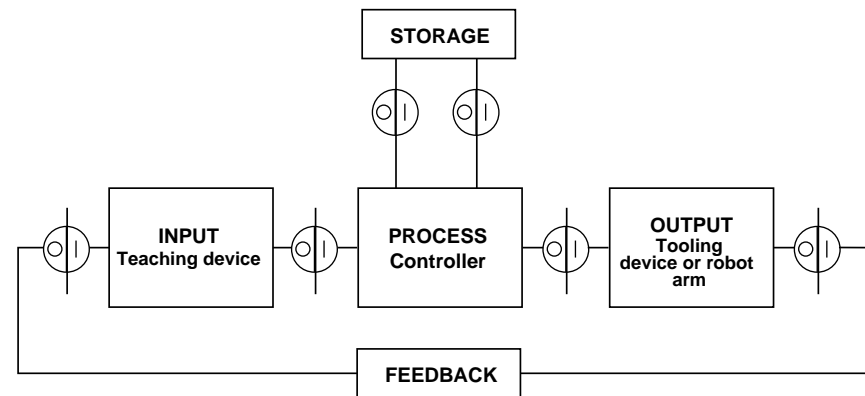 STORAGE
INPUT
Teaching device
PROCESS
Controller
OUTPUT
Tooling
device or robot
arm
FEEDBACK